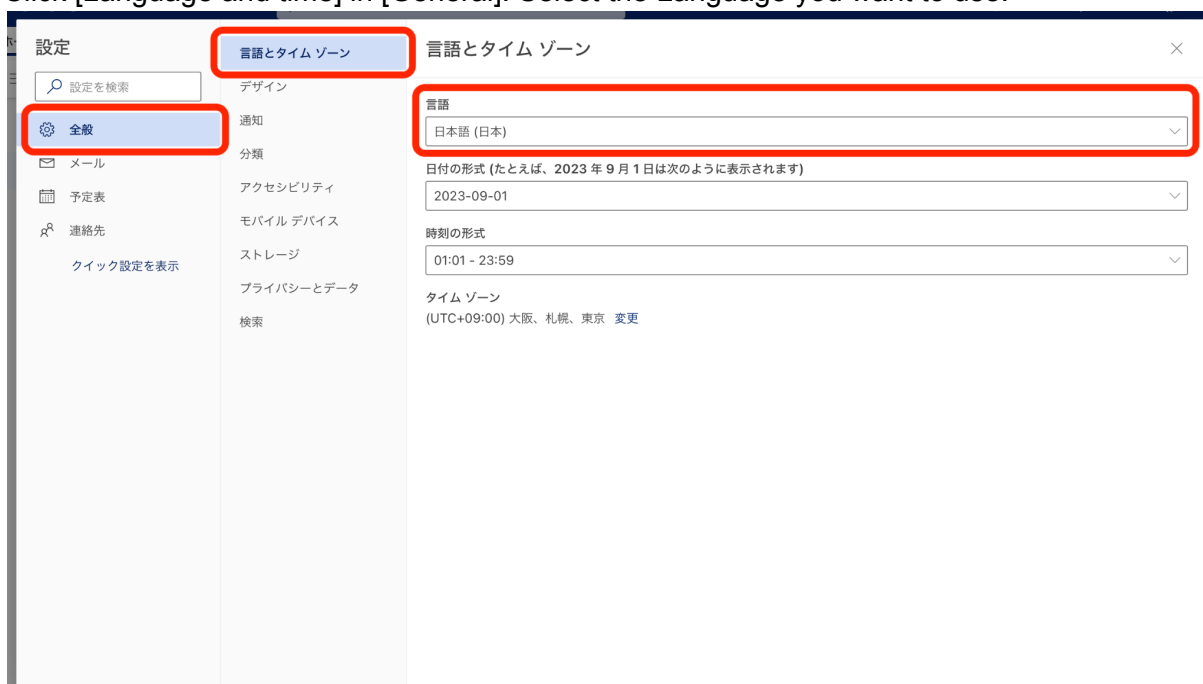 Click [Language and time] in [General]. Select the Language you want to use.
設定
設定を検索
全般
メール
予定表
連絡先
クイック設定を表示
言語とタイム ゾーン
デザイン
通知
分類
アクセシビリティ
モバイル デバイス
ストレージ
プライバシーとデータ
検索
言語とタイム ゾーン
言語
日本語 (日本)
日付の形式 (たとえば、2023 年 9 月 1 日は次のように表示されます)
2023-09-01
時刻の形式
01:01 - 23:59
タイム ゾーン
(UTC+09:00) 大阪、札幌、東京 変更